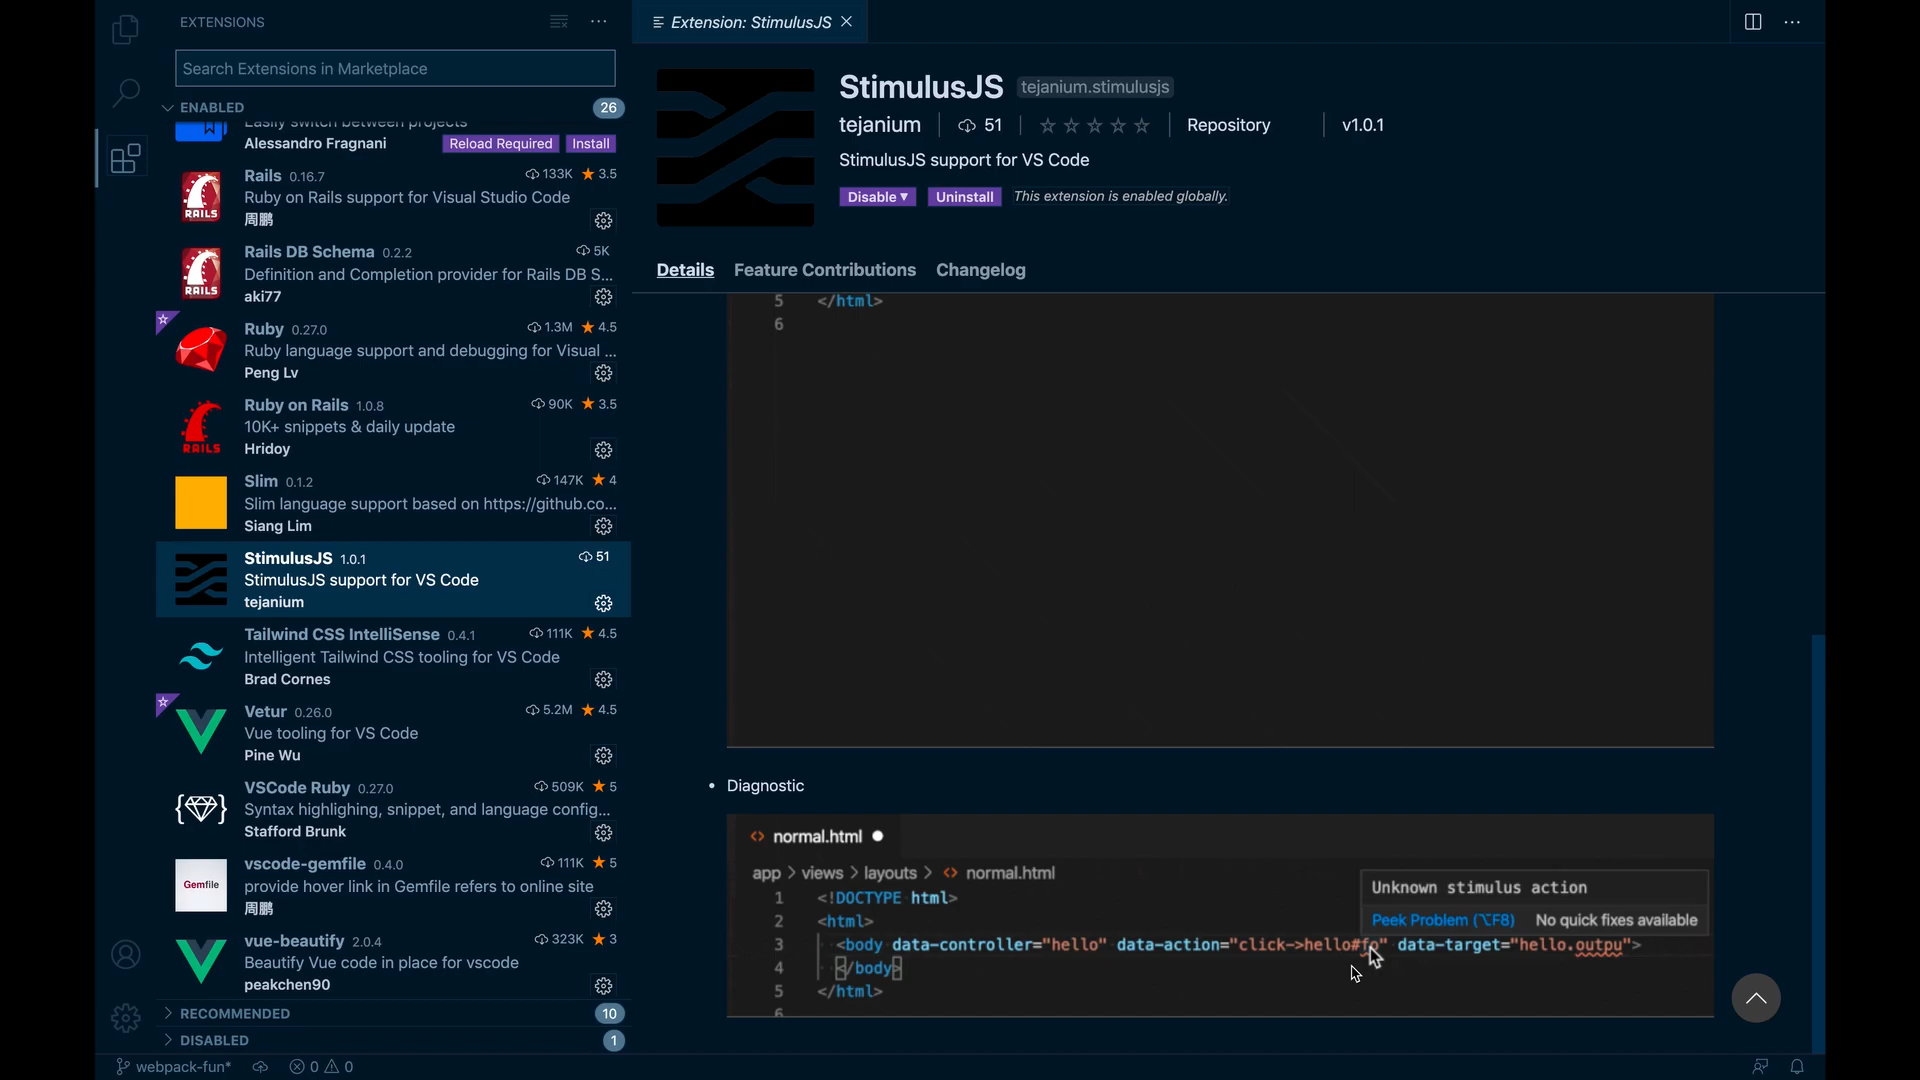 EXTENSIONS
Search Extensions in Marketplace
ENABLED 26
Easily switch between projects
Alessandro Fragnani Reload Required Install
Rails 0.16.7 133K 3.5
Ruby on Rails support for Visual Studio Code
周鹏
RAILS
Rails DB Schema 0.2.2 5K
Definition and Completion provider for Rails DB S...
aki77
RAILS
Ruby 0.27.0 1.3M 4.5
Ruby language support and debugging for Visual ...
Peng Lv
Ruby on Rails 1.0.8 90K 3.5
10K+ snippets & daily update
Hridoy
RAILS
Slim 0.1.2 147K 4
Slim language support based on https://github.co...
Siang Lim
StimulusJS 1.0.1 51
StimulusJS support for VS Code
tejanium
Tailwind CSS IntelliSense 0.4.1 111K 4.5
Intelligent Tailwind CSS tooling for VS Code
Brad Cornes
Vetur 0.26.0 5.2M 4.5
Vue tooling for VS Code
Pine Wu
VSCode Ruby 0.27.0 509K 5
Syntax highlighing, snippet, and language config...
Stafford Brunk
vscode-gemfile 0.4.0 111K 5
provide hover link in Gemfile refers to online site
Gemfile
周鹏
vue-beautify 2.0.4 323K 3
Beautify Vue code in place for vscode
peakchen90
RECOMMENDED 10
DISABLED 1
webpack-fun* 0 0
Extension: StimulusJS
StimulusJS tejanium.stimulusjs
tejanium 51 Repository v1.0.1
StimulusJS support for VS Code
Disable Uninstall This extension is enabled globally.
Details Feature Contributions Changelog
5 </html>
6
Diagnostic
normal.html
app > views > layouts > normal.html
Unknown stimulus action
Peek Problem (⌥F8) No quick fixes available
1 <!DOCTYPE html>
2 <html>
3 <body data-controller="hello" data-action="click->hello#fo" data-target="hello.outpu">
4 </body>
5 </html>
6